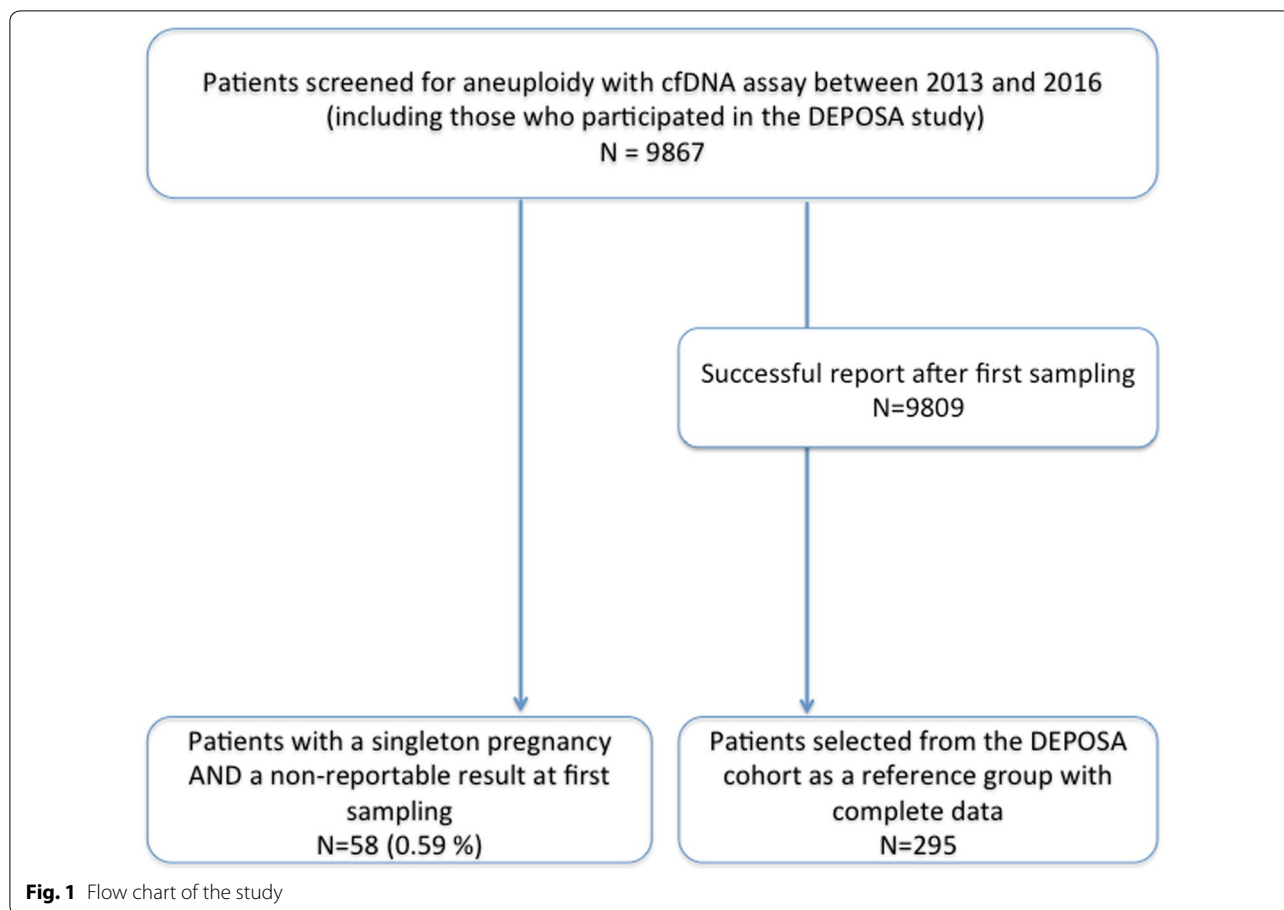 Patients screened for aneuploidy with cfDNA assay between 2013 and 2016
(including those who participated in the DEPOSA study)
N = 9867
Successful report after first sampling
N=9809
Patients with a singleton pregnancy
AND a non-reportable result at first
sampling
N=58 (0.59 %)
Patients selected from the DEPOSA
cohort as a reference group with
complete data
N=295
Fig. 1 Flow chart of the study